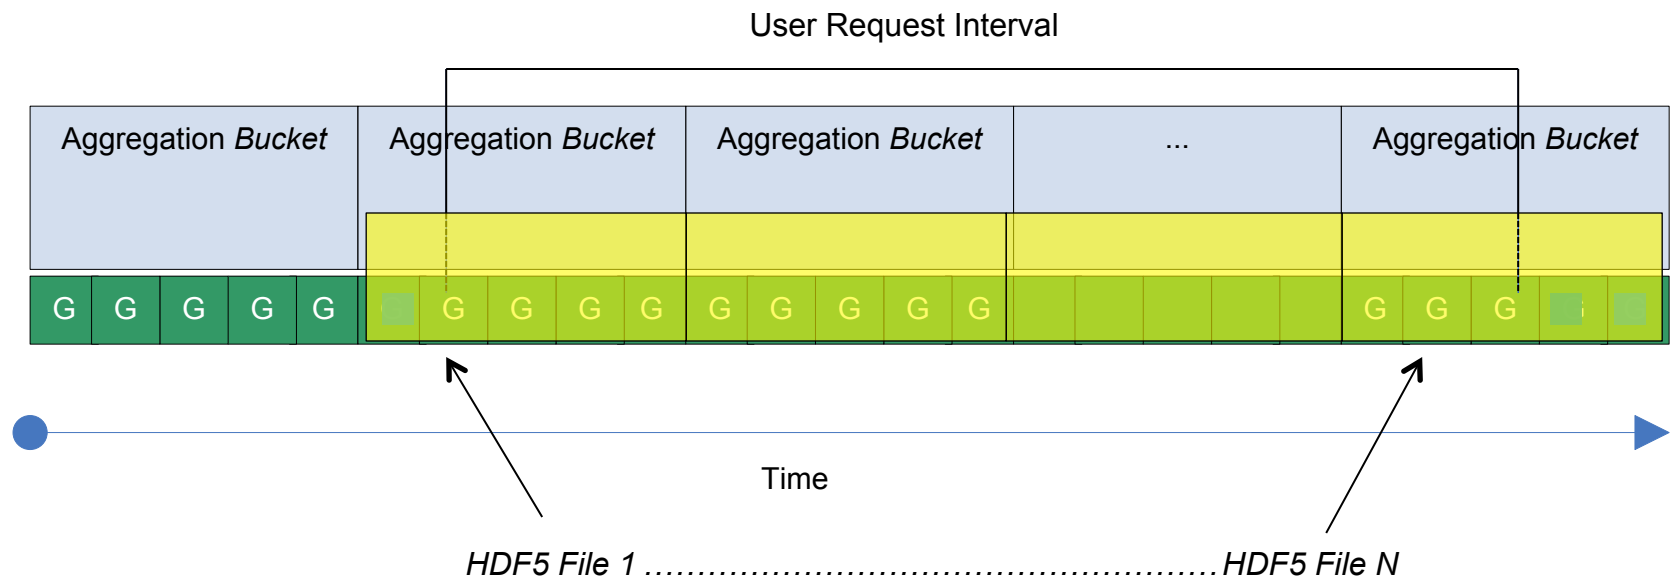 User Request Interval
Aggregation Bucket Aggregation Bucket Aggregation Bucket ... Aggregation Bucket
G G G G G G G G G G G G G G G G G
Time
HDF5 File 1 ...................................................... HDF5 File N